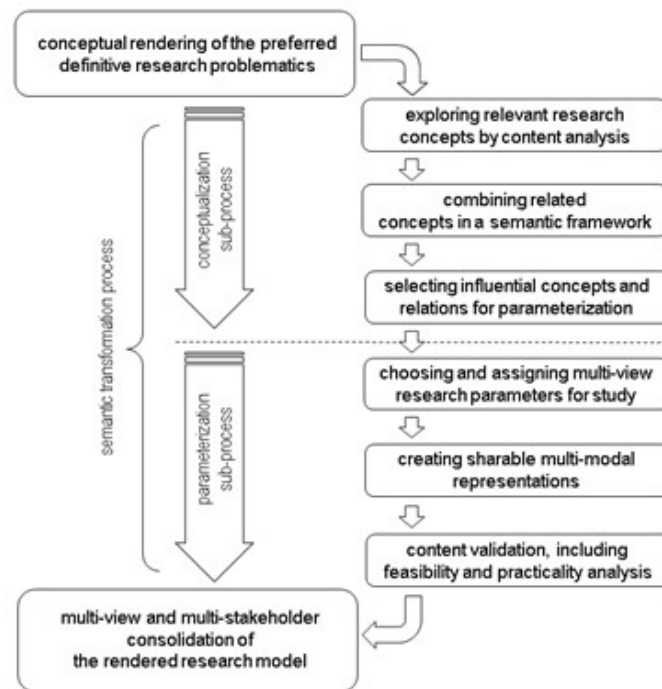 conceptual rendering of the preferred
definitive research problematics
exploring relevant research
concepts by content analysis
combining related
concepts in a semantic framework
selecting influential concepts and
relations for parameterization
choosing and assigning multi-view
research parameters for study
creating sharable multi-modal
representations
content validation, including
feasibility and practicality analysis
semantic transformation process
conceptualization
sub-process
parameterization
sub-process
multi-view and multi-stakeholder
consolidation of
the rendered research model